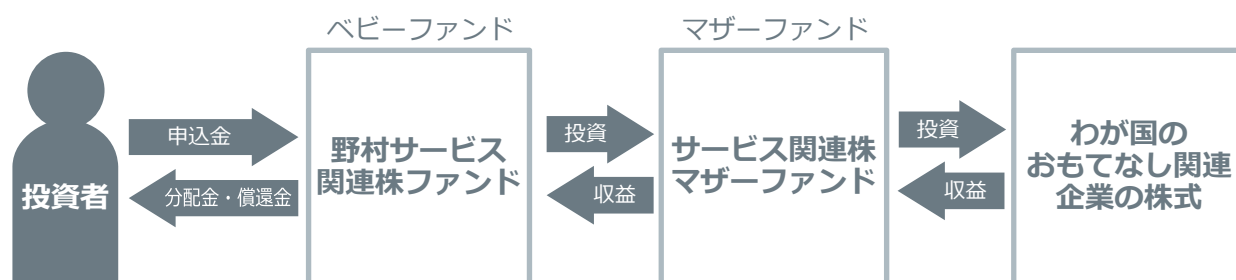 ベビーファンド
マザーファンド
投資者
申込金
分配金・償還金
野村サービス
関連株ファンド
投資
収益
サービス関連株
マザーファンド
投資
収益
わが国の
おもてなし関連
企業の株式